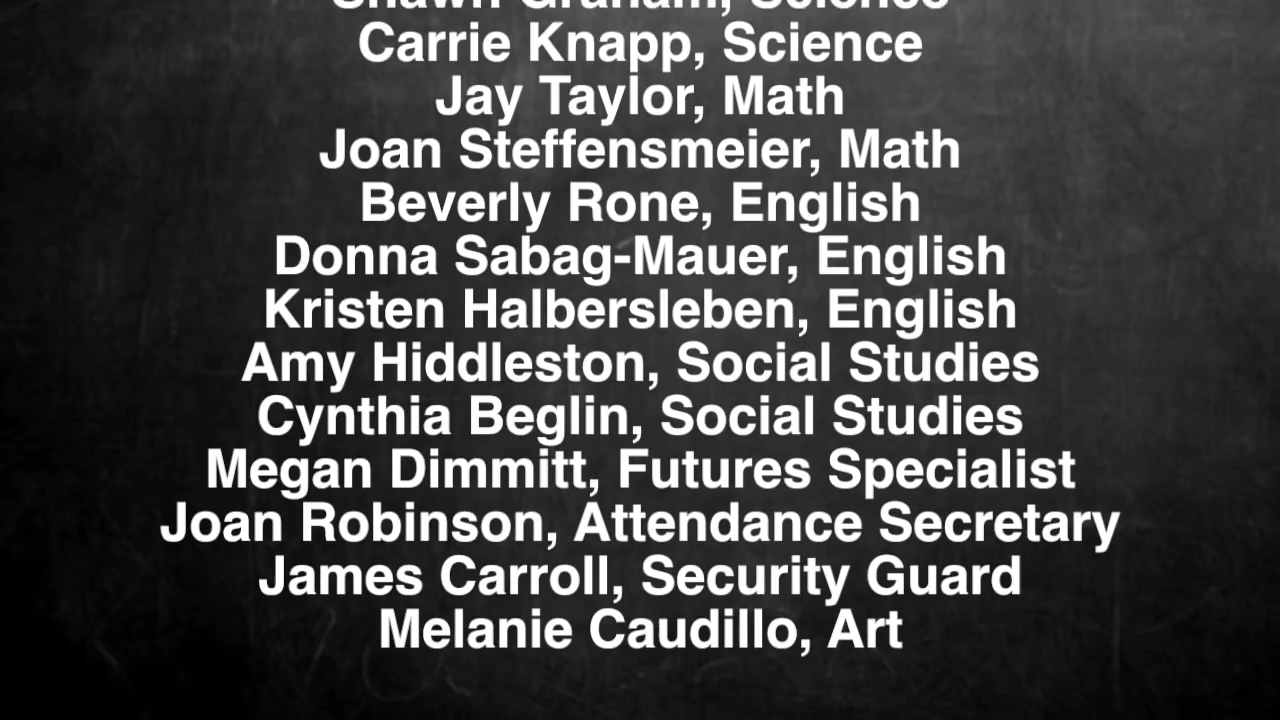 Shawn Graham, Science
Carrie Knapp, Science
Jay Taylor, Math
Joan Steffensmeier, Math
Beverly Rone, English
Donna Sabag-Mauer, English
Kristen Halbersleben, English
Amy Hiddleston, Social Studies
Cynthia Beglin, Social Studies
Megan Dimmitt, Futures Specialist
Joan Robinson, Attendance Secretary
James Carroll, Security Guard
Melanie Caudillo, Art